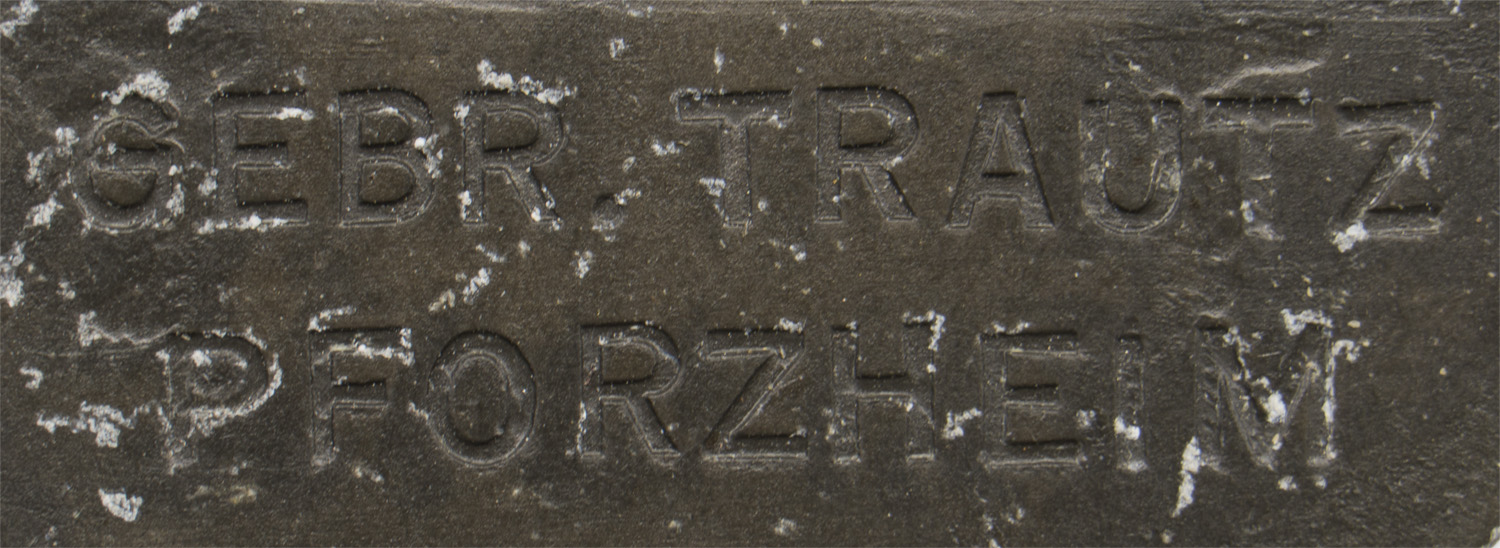 GEBR. TRAUTZ
PFORZHEIM